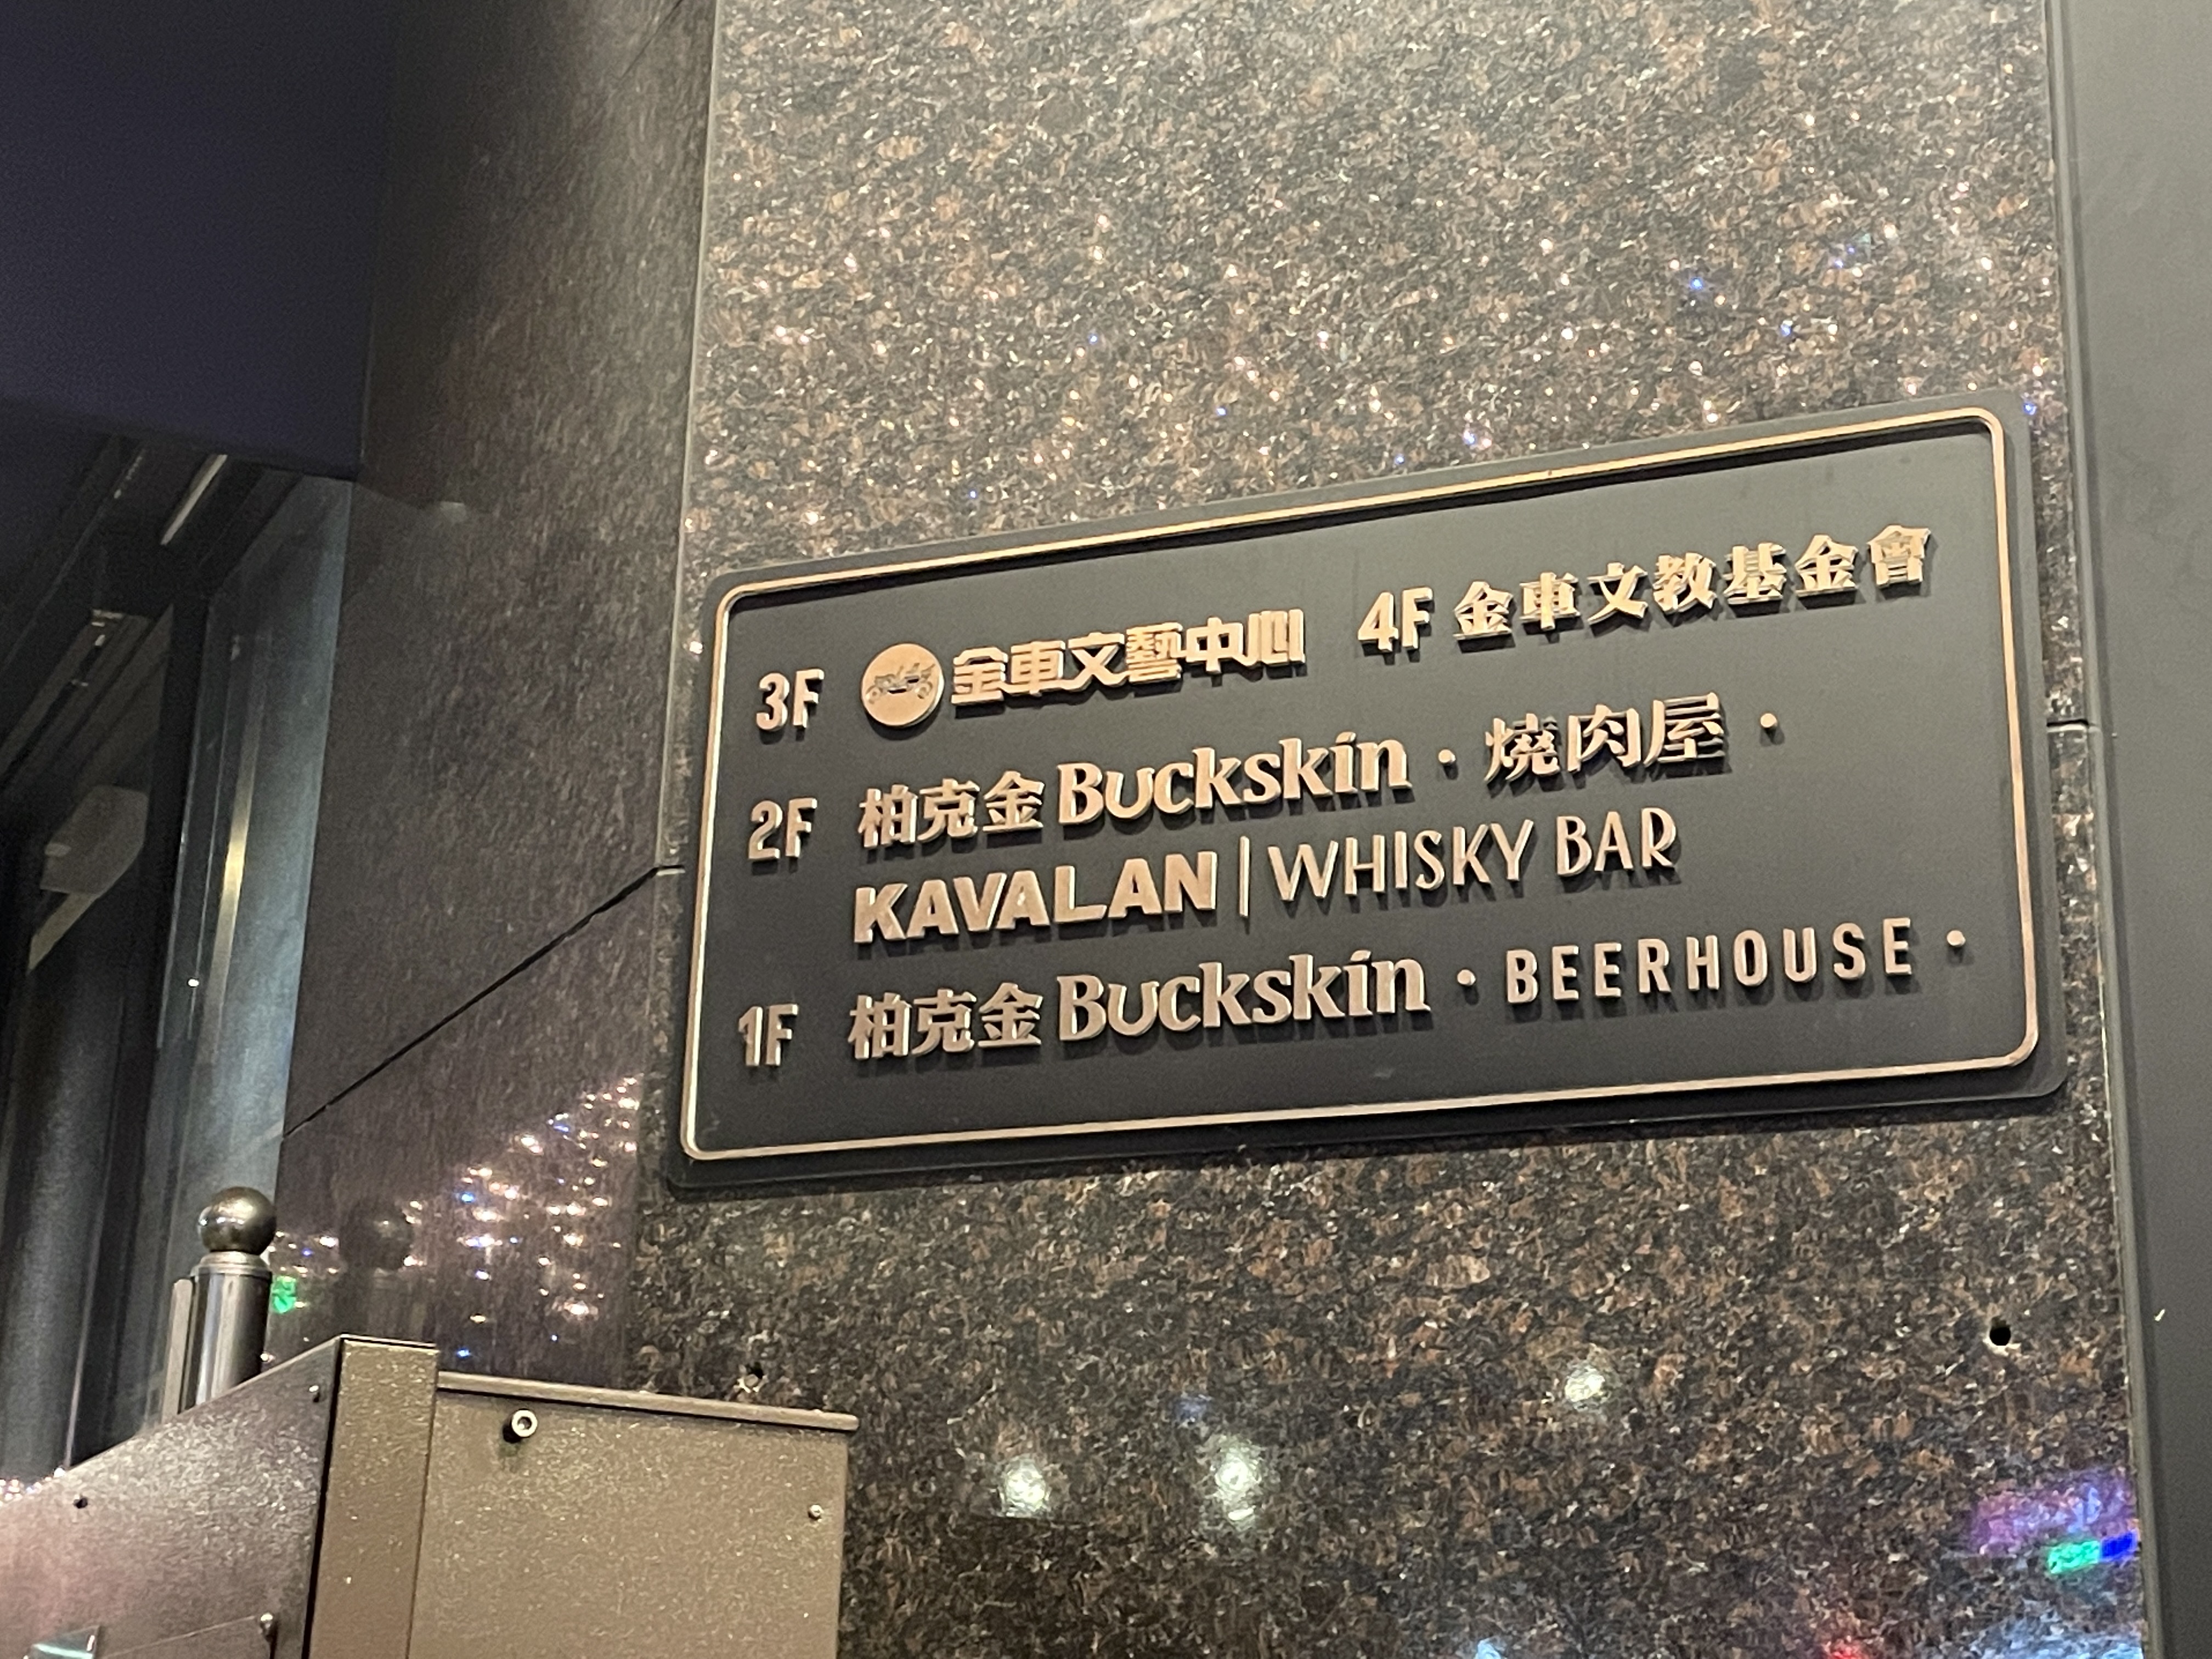 3F 金車文藝中心 4F 金車文教基金會
2F 柏克金 Buckskin · 燒肉屋 ·
KAVALAN | WHISKY BAR
1F 柏克金 Buckskin · BEERHOUSE ·